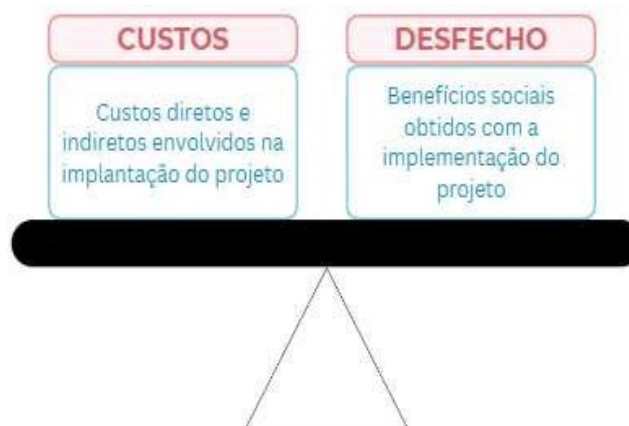 CUSTOS
Custos diretos e
indiretos envolvidos na
implantação do projeto
DESFECHO
Benefícios sociais
obtidos com a
implementação do
projeto